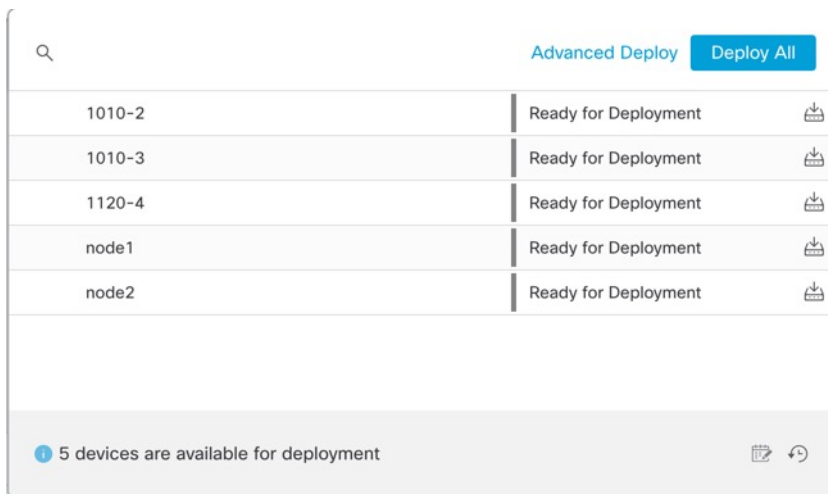 Advanced Deploy Deploy All
1010-2 Ready for Deployment
1010-3 Ready for Deployment
1120-4 Ready for Deployment
node1 Ready for Deployment
node2 Ready for Deployment
5 devices are available for deployment